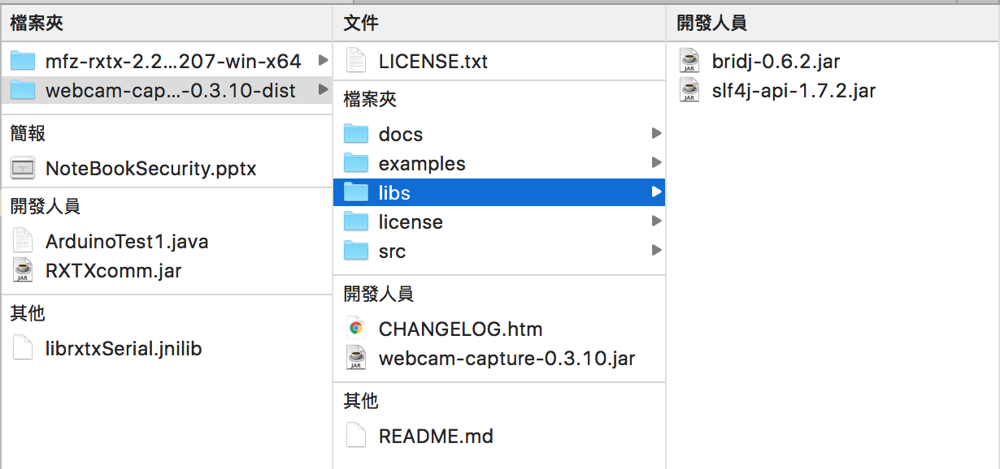 檔案夾
mfz-rxtx-2.2...207-win-x64
webcam-cap...-0.3.10-dist
簡報
NoteBookSecurity.pptx
開發人員
ArduinoTest1.java
RXTXcomm.jar
其他
librxtxSerial.jnilib
文件
LICENSE.txt
檔案夾
docs
examples
libs
license
src
開發人員
CHANGELOG.htm
webcam-capture-0.3.10.jar
其他
README.md
開發人員
bridj-0.6.2.jar
slf4j-api-1.7.2.jar